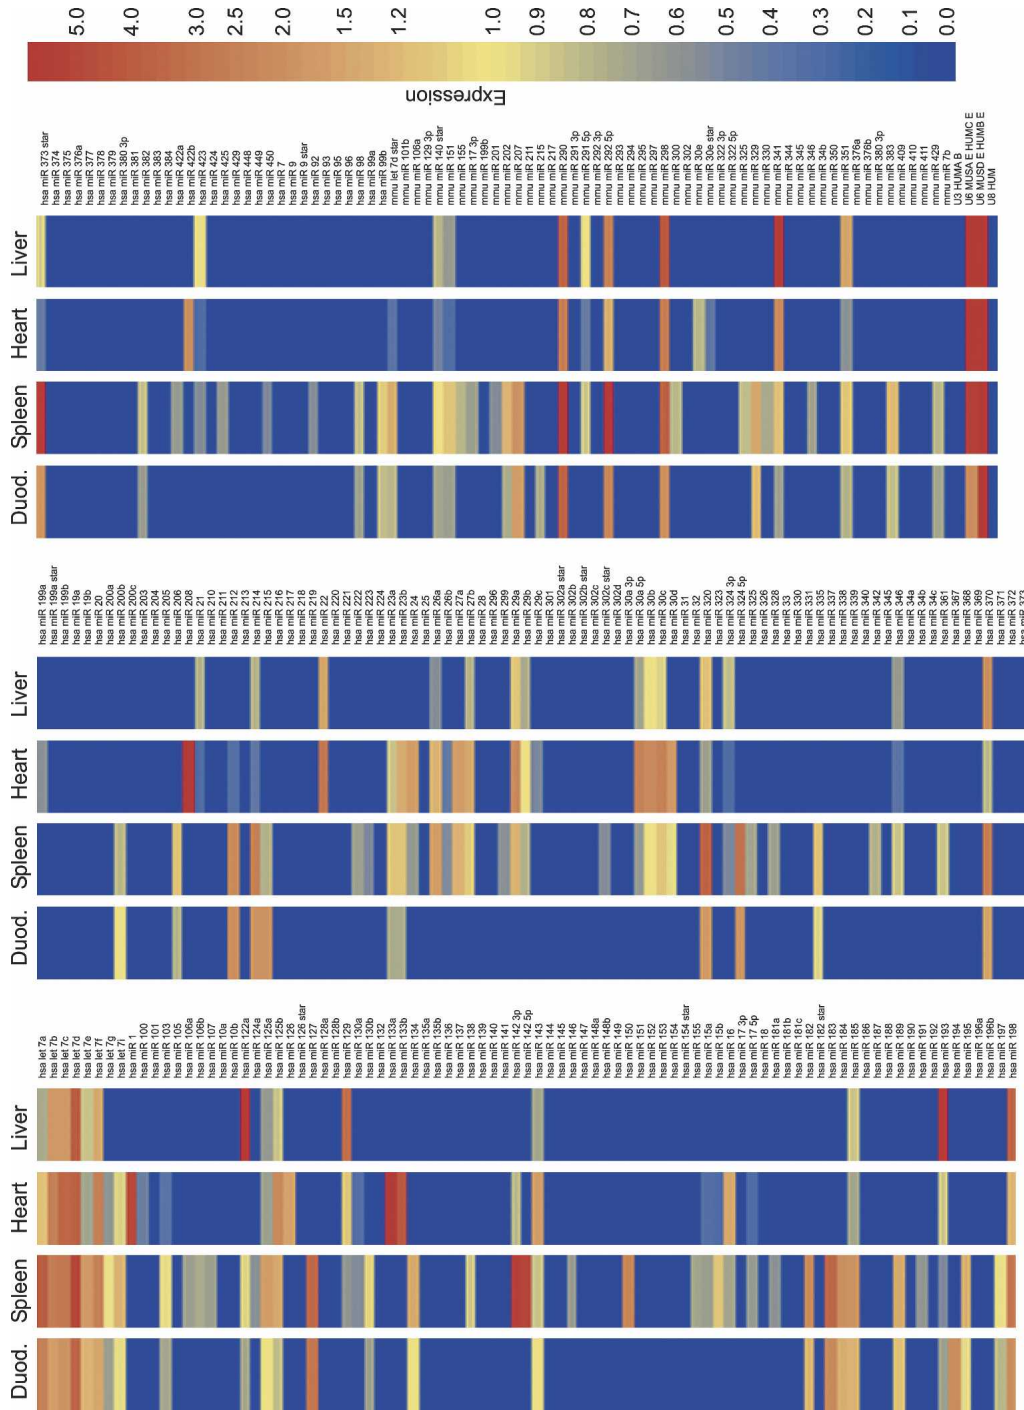 Expression
5.0
4.0
3.0
2.5
2.0
1.5
1.2
1.0
0.9
0.8
0.7
0.6
0.5
0.3
0.2
0.1
0.0
Duod.
Spleen
Heart
Liver
hsa let 7a
hsa let 7b
hsa let 7c
hsa let 7d
hsa let 7e
hsa let 7f
hsa let 7g
hsa let 7i
hsa miR 1
hsa miR 100
hsa miR 101
hsa miR 103
hsa miR 105
hsa miR 106a
hsa miR 106b
hsa miR 107
hsa miR 10a
hsa miR 10b
hsa miR 122a
hsa miR 124a
hsa miR 125a
hsa miR 125b
hsa miR 126
hsa miR 126 star
hsa miR 127
hsa miR 128a
hsa miR 128b
hsa miR 129
hsa miR 130a
hsa miR 130b
hsa miR 132
hsa miR 133a
hsa miR 133b
hsa miR 134
hsa miR 135a
hsa miR 135b
hsa miR 136
hsa miR 137
hsa miR 138
hsa miR 139
hsa miR 140
hsa miR 141
hsa miR 142 3p
hsa miR 142 5p
hsa miR 143
hsa miR 144
hsa miR 145
hsa miR 146
hsa miR 147
hsa miR 148a
hsa miR 148b
hsa miR 149
hsa miR 150
hsa miR 151
hsa miR 152
hsa miR 153
hsa miR 154
hsa miR 154 star
hsa miR 155
hsa miR 15a
hsa miR 15b
hsa miR 16
hsa miR 17 3p
hsa miR 17 5p
hsa miR 18
hsa miR 181a
hsa miR 181b
hsa miR 181c
hsa miR 182
hsa miR 182 star
hsa miR 183
hsa miR 184
hsa miR 185
hsa miR 186
hsa miR 187
hsa miR 188
hsa miR 189
hsa miR 190
hsa miR 191
hsa miR 192
hsa miR 193
hsa miR 194
hsa miR 195
hsa miR 196a
hsa miR 196b
hsa miR 197
hsa miR 198
Duod.
Spleen
Heart
Liver
hsa miR 199a
hsa miR 199a star
hsa miR 199b
hsa miR 19a
hsa miR 19b
hsa miR 20
hsa miR 200a
hsa miR 200b
hsa miR 200c
hsa miR 203
hsa miR 204
hsa miR 205
hsa miR 206
hsa miR 208
hsa miR 21
hsa miR 210
hsa miR 211
hsa miR 212
hsa miR 213
hsa miR 214
hsa miR 215
hsa miR 216
hsa miR 217
hsa miR 218
hsa miR 219
hsa miR 22
hsa miR 220
hsa miR 221
hsa miR 222
hsa miR 223
hsa miR 224
hsa miR 23a
hsa miR 23b
hsa miR 24
hsa miR 25
hsa miR 26a
hsa miR 26b
hsa miR 27a
hsa miR 27b
hsa miR 28
hsa miR 296
hsa miR 299
hsa miR 29a
hsa miR 29b
hsa miR 29c
hsa miR 301
hsa miR 302a star
hsa miR 302b
hsa miR 302b star
hsa miR 302c
hsa miR 302c star
hsa miR 302d
hsa miR 30a 3p
hsa miR 30a 5p
hsa miR 30b
hsa miR 30c
hsa miR 30d
hsa miR 31
hsa miR 32
hsa miR 320
hsa miR 323
hsa miR 324 3p
hsa miR 324 5p
hsa miR 325
hsa miR 326
hsa miR 328
hsa miR 33
hsa miR 330
hsa miR 331
hsa miR 335
hsa miR 337
hsa miR 338
hsa miR 339
hsa miR 340
hsa miR 342
hsa miR 345
hsa miR 346
hsa miR 34a
hsa miR 34b
hsa miR 34c
hsa miR 361
hsa miR 367
hsa miR 368
hsa miR 369
hsa miR 370
hsa miR 371
hsa miR 372
hsa miR 373
Duod.
Spleen
Heart
Liver
hsa miR 373 star
hsa miR 374
hsa miR 375
hsa miR 376a
hsa miR 377
hsa miR 378
hsa miR 379
hsa miR 380 3p
hsa miR 381
hsa miR 382
hsa miR 383
hsa miR 384
hsa miR 422a
hsa miR 422b
hsa miR 423
hsa miR 424
hsa miR 425
hsa miR 429
hsa miR 448
hsa miR 449
hsa miR 450
hsa miR 7
hsa miR 9
hsa miR 9 star
hsa miR 92
hsa miR 93
hsa miR 95
hsa miR 96
hsa miR 98
hsa miR 99a
hsa miR 99b
mmu let 7d star
mmu miR 101b
mmu miR 106a
mmu miR 129 3p
mmu miR 140 star
mmu miR 151
mmu miR 155
mmu miR 17 3p
mmu miR 199b
mmu miR 201
mmu miR 202
mmu miR 207
mmu miR 211
mmu miR 215
mmu miR 217
mmu miR 290
mmu miR 291 3p
mmu miR 291 5p
mmu miR 292 3p
mmu miR 292 5p
mmu miR 293
mmu miR 294
mmu miR 295
mmu miR 297
mmu miR 298
mmu miR 300
mmu miR 302
mmu miR 30e
mmu miR 30e star
mmu miR 322 3p
mmu miR 322 5p
mmu miR 325
mmu miR 329
mmu miR 330
mmu miR 341
mmu miR 344
mmu miR 345
mmu miR 346
mmu miR 34b
mmu miR 350
mmu miR 351
mmu miR 376a
mmu miR 376b
mmu miR 380 3p
mmu miR 383
mmu miR 409
mmu miR 410
mmu miR 411
mmu miR 429
mmu miR 7b
U3 HUMA B
U6 MUSA E HUMC E
U6 MUSD E HUMB E
U8 HUM